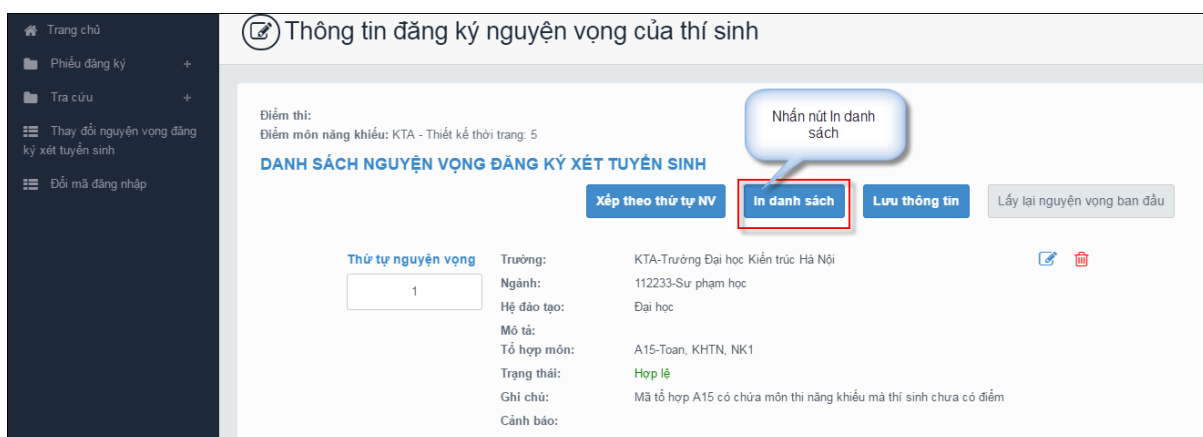 Trang chủ
Phiếu đăng ký +
Tra cứu +
Thay đổi nguyện vọng đăng
ký xét tuyển sinh
Đổi mã đăng nhập
Thông tin đăng ký nguyện vọng của thí sinh
Điểm thi:
Điểm môn năng khiếu: KTA - Thiết kế thời trang: 5
Nhấn nút In danh
sách
DANH SÁCH NGUYỆN VỌNG ĐĂNG KÝ XÉT TUYỂN SINH
Xếp theo thứ tự NV In danh sách Lưu thông tin Lấy lại nguyện vọng ban đầu
Thứ tự nguyện vọng
1
Trường: KTA-Trường Đại học Kiến trúc Hà Nội
Ngành: 112233-Sư phạm học
Hệ đào tạo: Đại học
Mô tả:
Tổ hợp môn: A15-Toan, KHTN, NK1
Trạng thái: Hợp lệ
Ghi chú: Mã tổ hợp A15 có chứa môn thi năng khiếu mà thí sinh chưa có điểm
Cảnh báo: